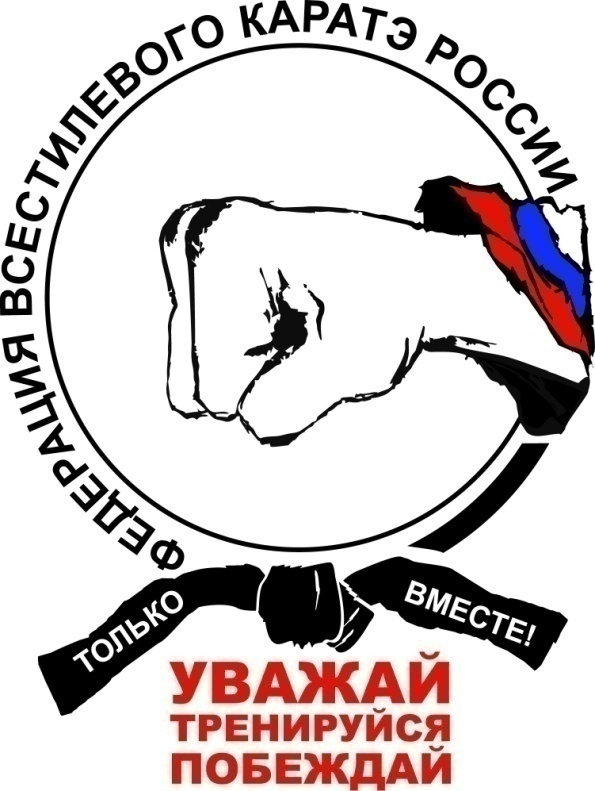 ФЕДЕРАЦИЯ ВСЕСТИЛЕВОГО КАРАТЭ РОССИИ
ТОЛЬКО ВМЕСТЕ!
УВАЖАЙ
ТРЕНИРУЙСЯ
ПОБЕЖДАЙ